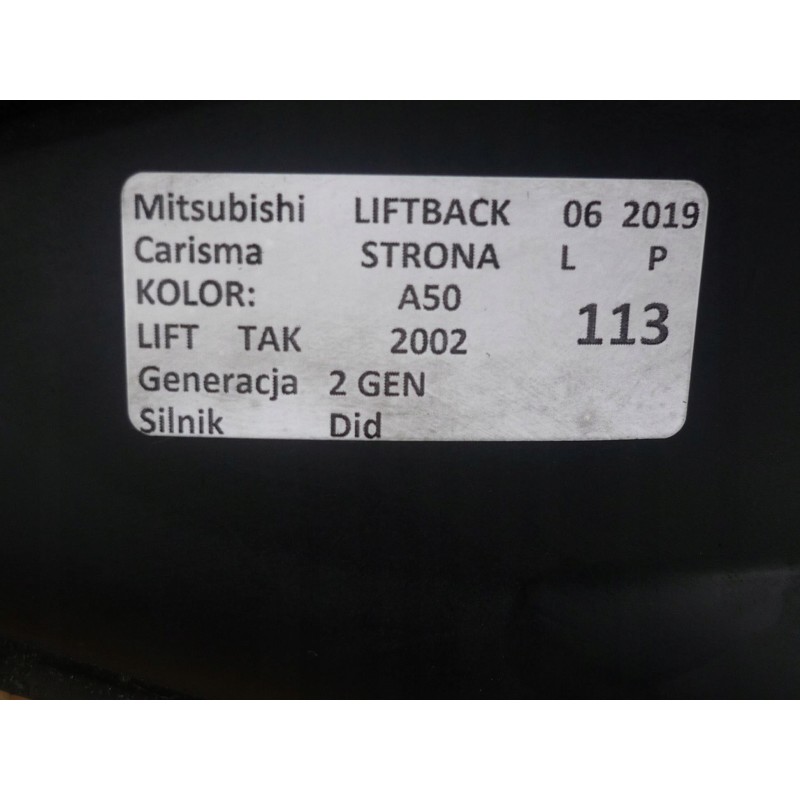 Mitsubishi LIFTBACK 06 2019
Carisma STRONA L P
KOLOR: A50
LIFT TAK 2002 113
Generacja 2 GEN
Silnik Did